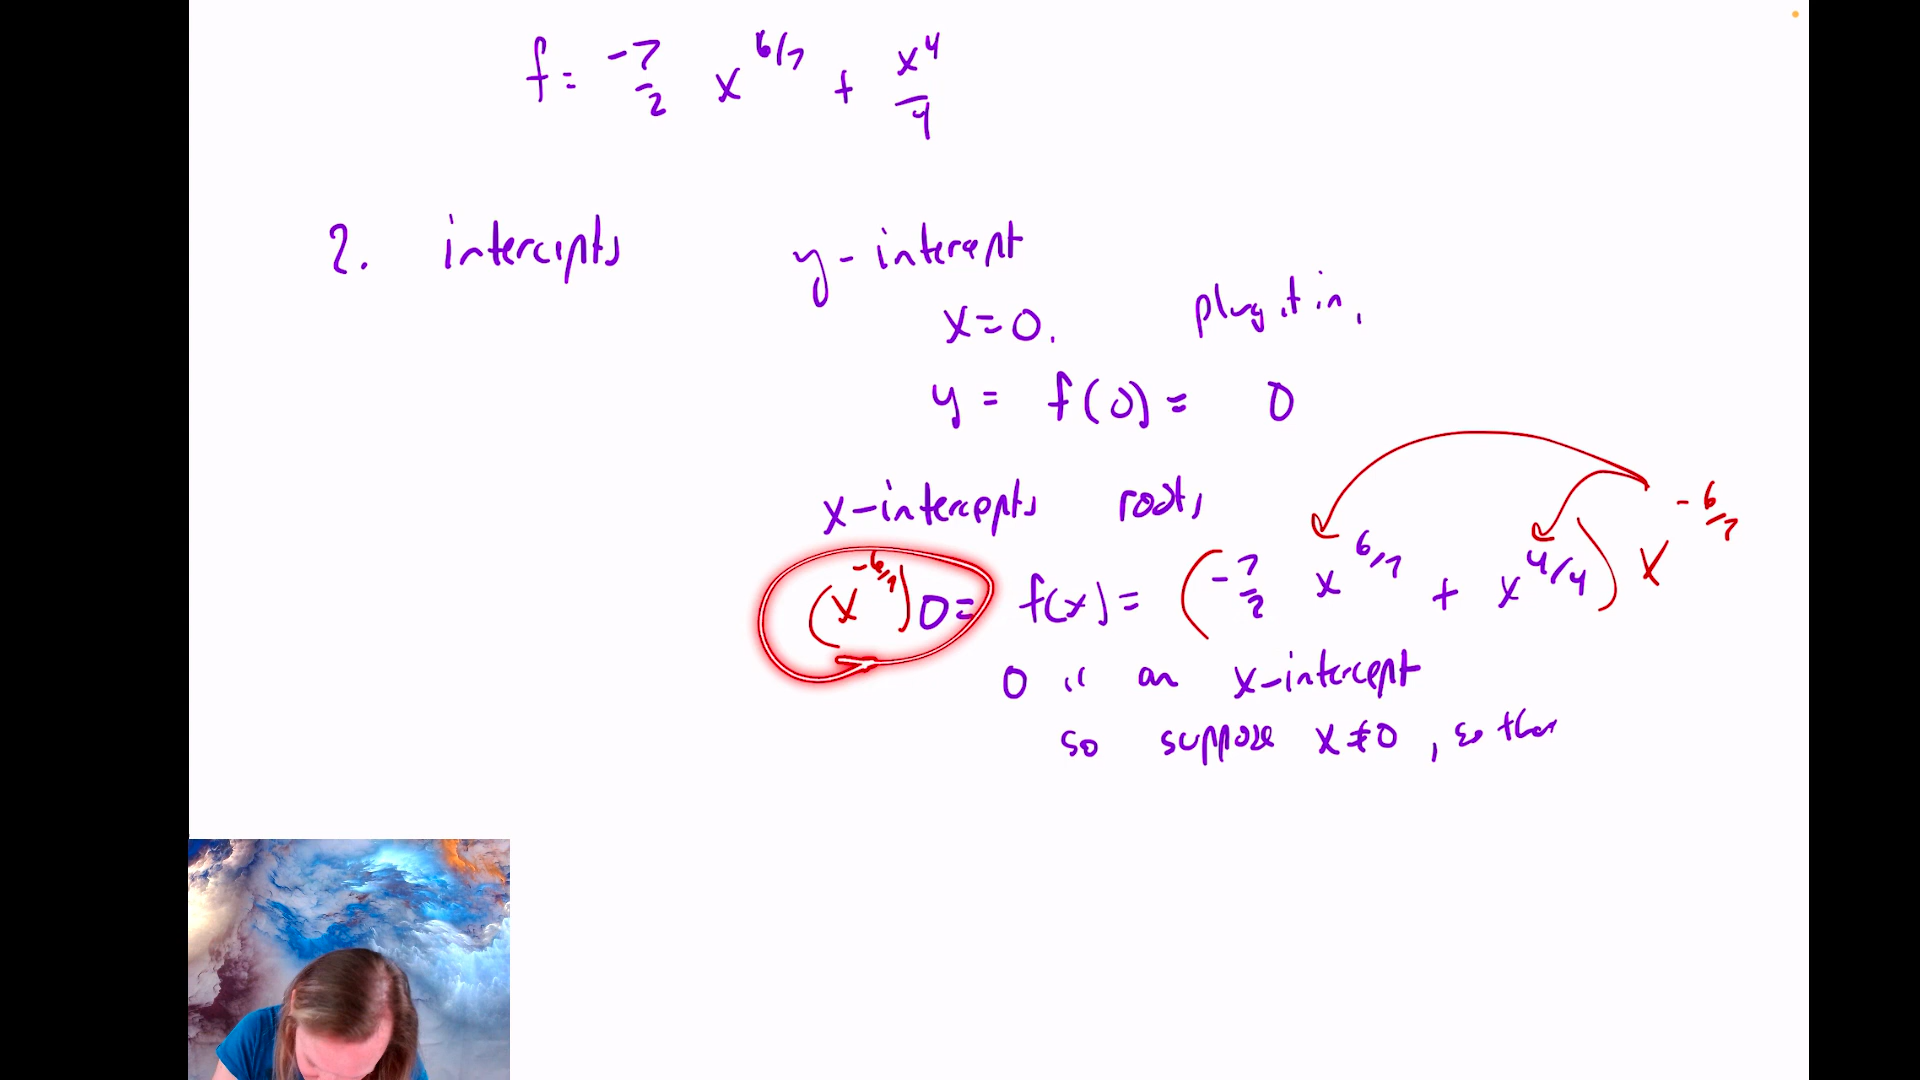 f = -7/2 x^6/7 + x^4/4
2. intercepts y-intercept
x=0. plug it in.
y = f(0) = 0
x-intercepts roots
(x^-6/7) 0 = f(x) = (-7/2 x^6/7 + x^4/4) x^-6/7
0 is an x-intercept
so suppose x≠0, so that